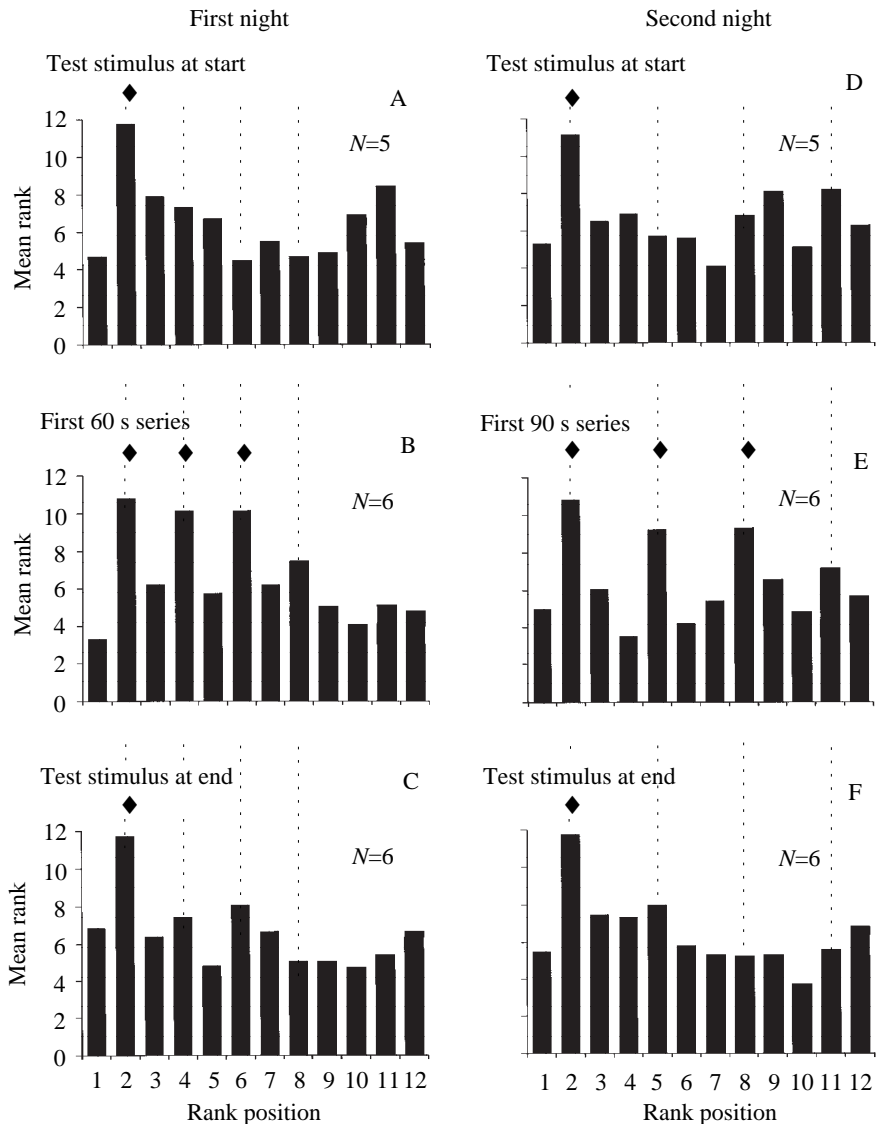 First night
Second night
Test stimulus at start
A
N=5
Mean rank
12
10
8
6
4
2
0
Test stimulus at start
D
N=5
First 60 s series
B
N=6
Mean rank
12
10
8
6
4
2
0
First 90 s series
E
N=6
Test stimulus at end
C
N=6
Mean rank
12
10
8
6
4
2
0
1 2 3 4 5 6 7 8 9 10 11 12
Rank position
Test stimulus at end
F
N=6
1 2 3 4 5 6 7 8 9 10 11 12
Rank position